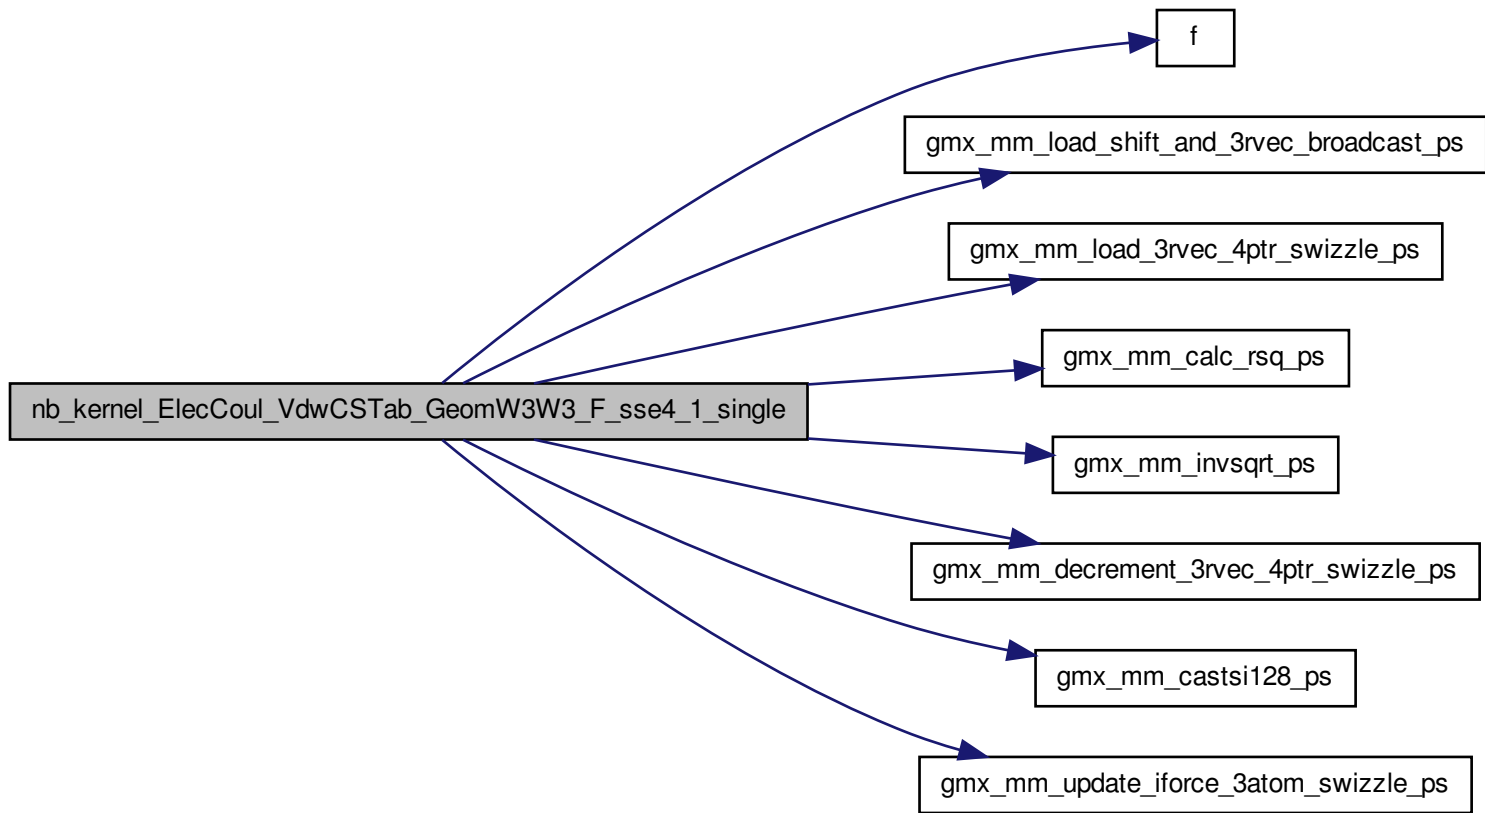 f
gmx_mm_load_shift_and_3rvec_broadcast_ps
gmx_mm_load_3rvec_4ptr_swizzle_ps
gmx_mm_calc_rsq_ps
nb_kernel_ElecCoul_VdwCSTab_GeomW3W3_F_sse4_1_single
gmx_mm_invsqrt_ps
gmx_mm_decrement_3rvec_4ptr_swizzle_ps
gmx_mm_castsi128_ps
gmx_mm_update_iforce_3atom_swizzle_ps